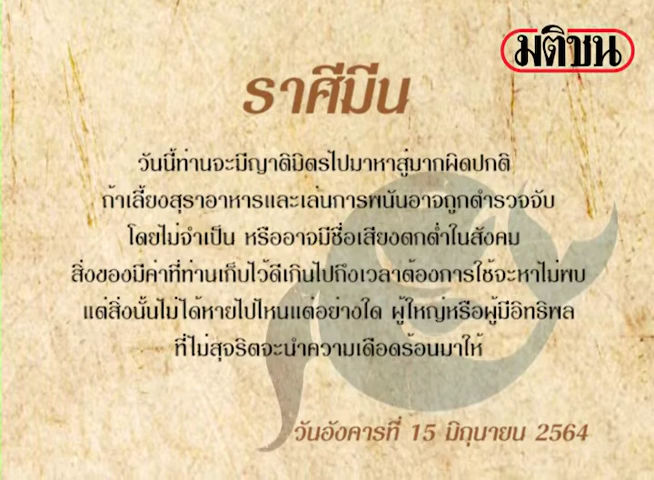 มติชน
ราศีมีน
วันนี้ท่านจะมีญาติมิตรไปมาหาสู่มากผิดปกติ
ถ้าเลี้ยงสุราอาหารและเล่นการพนันอาจถูกตำรวจจับ
โดยไม่จำเป็น หรืออาจมีชื่อเสียงตกต่ำในสังคม
สิ่งของมีค่าที่ท่านเก็บไว้ดีเกินไปถึงเวลาต้องการใช้จะหาไม่พบ
แต่สิ่งนั้นไม่ได้หายไปไหนแต่อย่างใด ผู้ใหญ่หรือผู้มีอิทธิพล
ที่ไม่สุจริตจะนำความเดือดร้อนมาให้
วันอังคารที่ 15 มิถุนายน 2564